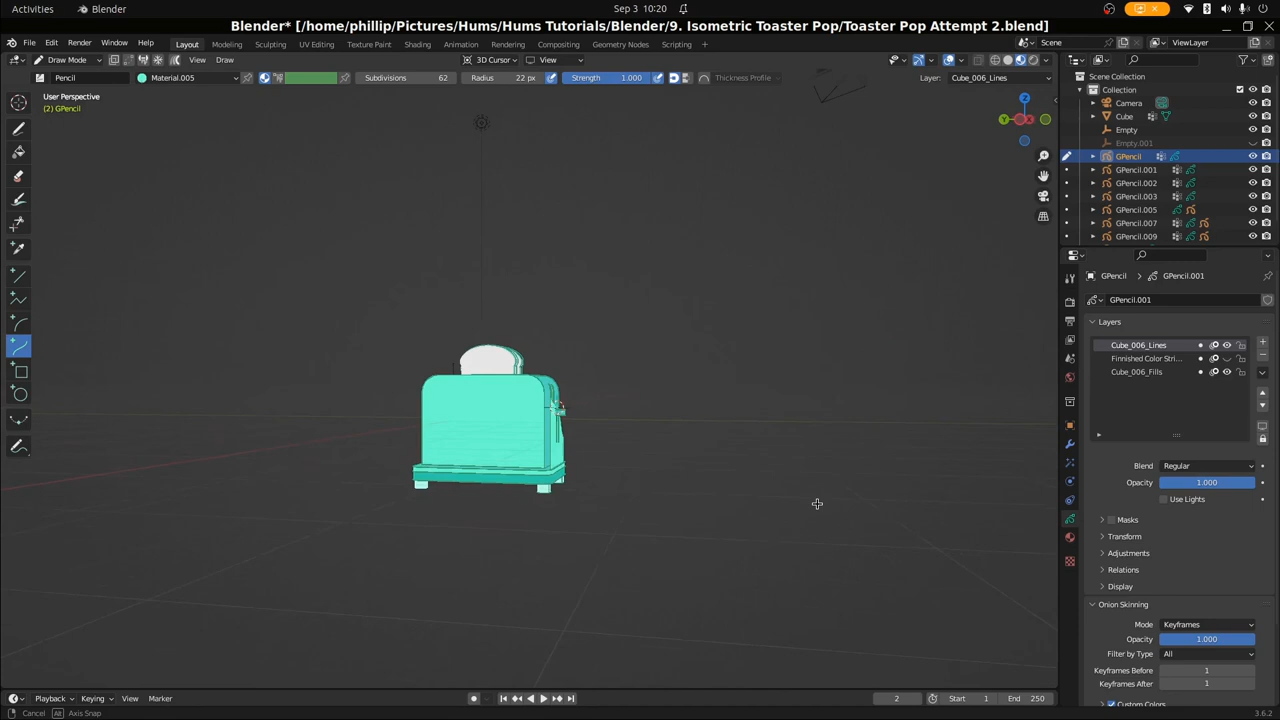 Activities Blender Sep 3 10:20
Blender* [/home/phillip/Pictures/Hums/Hums Tutorials/Blender/9. Isometric Toaster Pop/Toaster Pop Attempt 2.blend]
File Edit Render Window Help Layout Modeling Sculpting UV Editing Texture Paint Shading Animation Rendering Compositing Geometry Nodes Scripting + Scene ViewLayer
Draw Mode View Draw 3D Cursor View
Pencil Material.005 Subdivisions 62 Radius 22 px Strength 1.000 Thickness Profile Layer: Cube_006_Lines
User Perspective
(2) GPencil
Z
Y
X
Scene Collection
Collection
Camera
Cube
Empty
Empty.001
GPencil
GPencil.001
GPencil.002
GPencil.003
GPencil.005
GPencil.007
GPencil.009
GPencil GPencil.001
GPencil.001
Layers
Cube_006_Lines
Finnished Color Stri...
Cube_006_Fills
Blend Regular
Opacity 1.000
Use Lights
Masks
Transform
Adjustments
Relations
Display
Onion Skinning
Mode Keyframes
Opacity 1.000
Filter by Type All
Keyframes Before 1
Keyframes After 1
Custom Colors
Playback Keying View Marker 2 Start 1 End 250
Cancel Alt Axis Snap 3.6.2